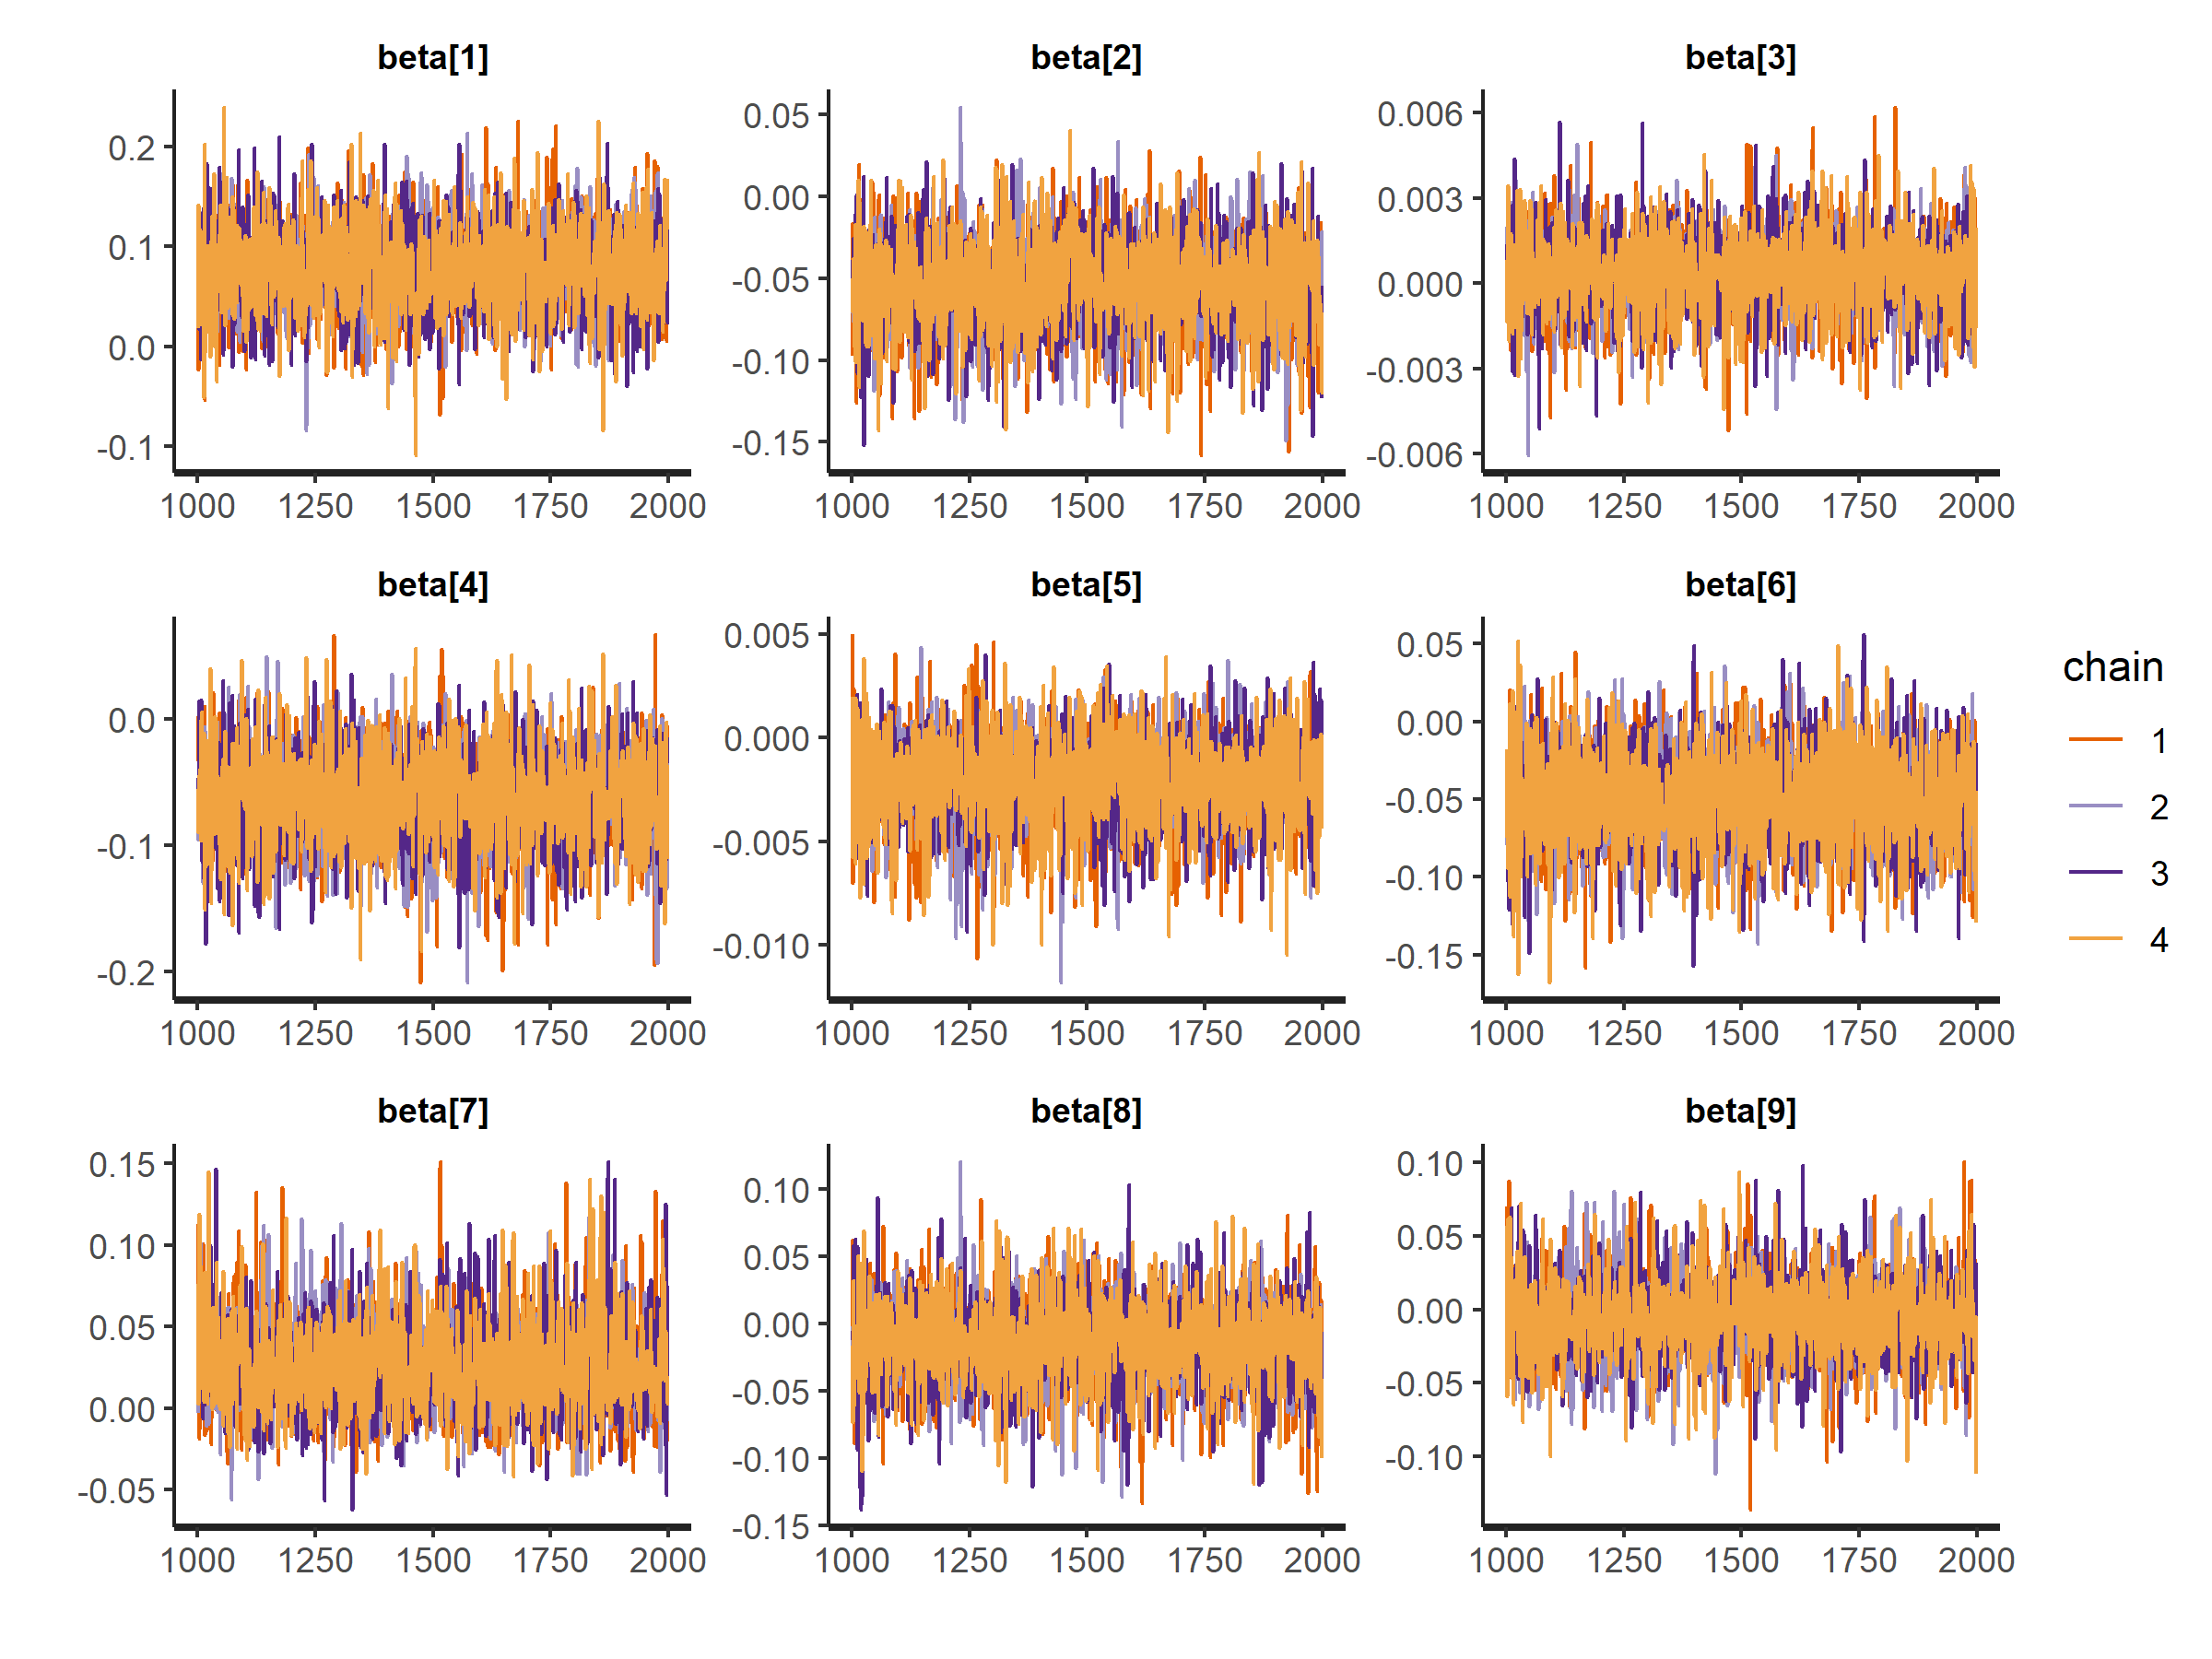 beta[1] beta[2] beta[3]
0.2 0.1 0.0 -0.1
0.05 0.00 -0.05 -0.10 -0.15
0.006 0.003 0.000 -0.003 -0.006
1000 1250 1500 1750 2000 1000 1250 1500 1750 2000 1000 1250 1500 1750 2000
beta[4] beta[5] beta[6]
0.0 -0.1 -0.2
0.005 0.000 -0.005 -0.010
0.05 0.00 -0.05 -0.10 -0.15
1000 1250 1500 1750 2000 1000 1250 1500 1750 2000 1000 1250 1500 1750 2000
beta[7] beta[8] beta[9]
0.15 0.10 0.05 0.00 -0.05
0.10 0.05 0.00 -0.05 -0.10 -0.15
0.10 0.05 0.00 -0.05 -0.10
1000 1250 1500 1750 2000 1000 1250 1500 1750 2000 1000 1250 1500 1750 2000
chain
1
2
3
4